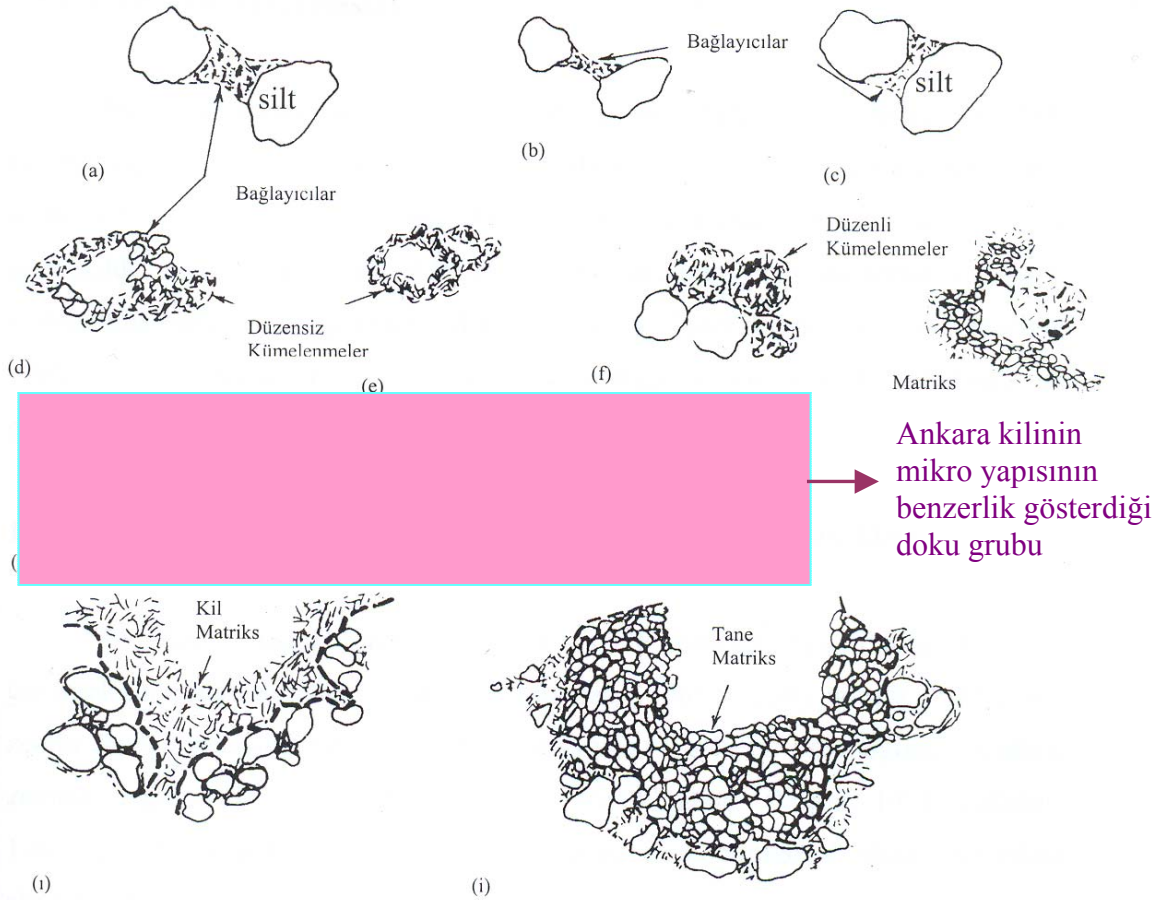 Bağlayıcılar
silt
silt
(a)
(b)
(c)
Bağlayıcılar
Düzenli
Kümelenmeler
Düzensiz
Kümelenmeler
(d)
(e)
(f)
Matriks
Ankara kilinin
mikro yapısının
benzerlik gösterdiği
doku grubu
(
Kil
Matriks
Tane
Matriks
(ı)
(i)